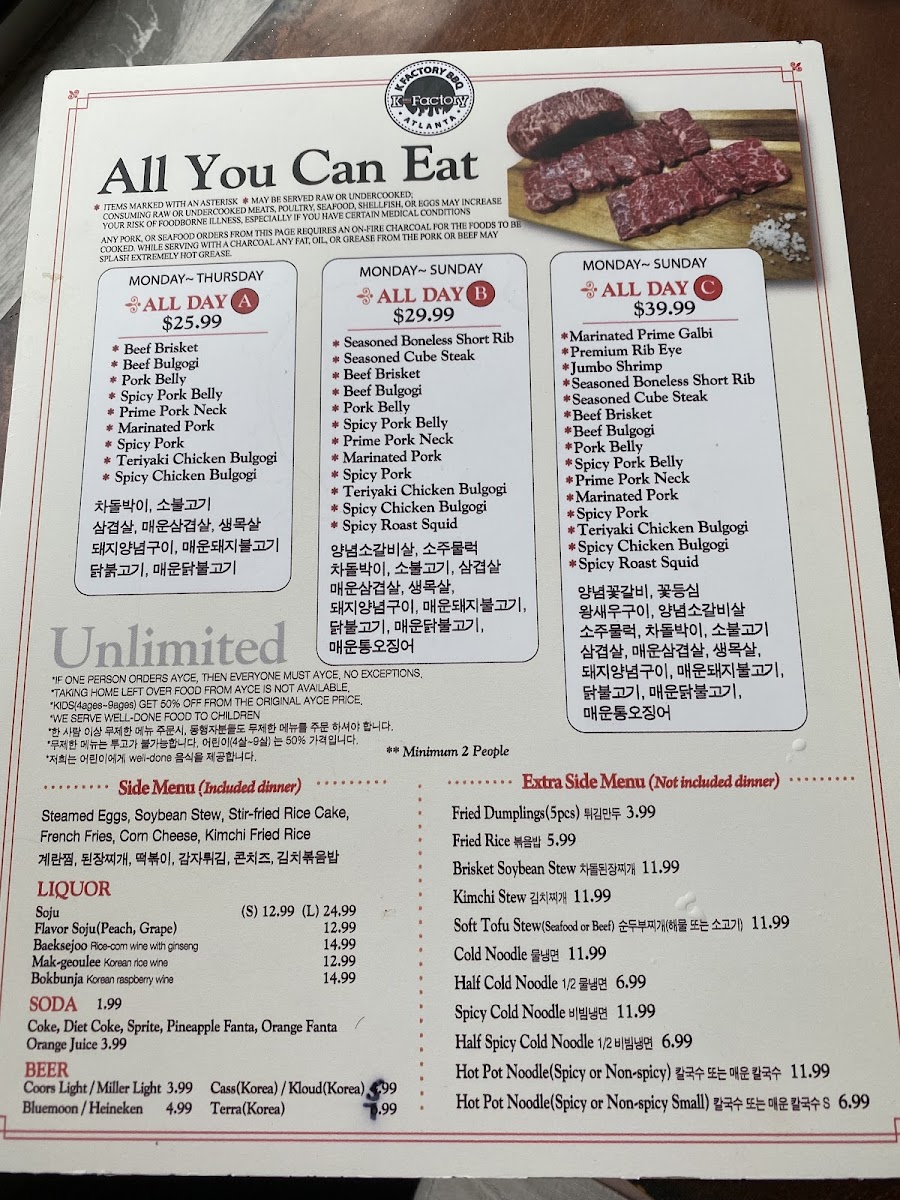 K FACTORY BBQ
K Factory
ATLANTA
All You Can Eat
* ITEMS MARKED WITH AN ASTERISK * MAY BE SERVED RAW OR UNDERCOOKED;
CONSUMING RAW OR UNDERCOOKED MEATS, POULTRY, SEAFOOD, SHELLFISH, OR EGGS MAY INCREASE
YOUR RISK OF FOODBORNE ILLNESS, ESPECIALLY IF YOU HAVE CERTAIN MEDICAL CONDITIONS
ANY PORK, OR SEAFOOD ORDERS FROM THIS PAGE REQUIRES AN ON-FIRE CHARCOAL FOR THE FOODS TO BE
COOKED. WHILE SERVING WITH A CHARCOAL ANY FAT, OIL, OR GREASE FROM THE PORK OR BEEF MAY
SPLASH EXTREMELY HOT GREASE.
MONDAY~ THURSDAY
ALL DAY A
$25.99
* Beef Brisket
* Beef Bulgogi
* Pork Belly
* Spicy Pork Belly
* Prime Pork Neck
* Marinated Pork
* Spicy Pork
* Teriyaki Chicken Bulgogi
* Spicy Chicken Bulgogi
차돌박이, 소불고기
삼겹살, 매운삼겹살, 생목살
돼지양념구이, 매운돼지불고기
닭붉고기, 매운닭불고기
MONDAY~ SUNDAY
ALL DAY B
$29.99
* Seasoned Boneless Short Rib
* Seasoned Cube Steak
* Beef Brisket
* Beef Bulgogi
* Pork Belly
* Spicy Pork Belly
* Prime Pork Neck
* Marinated Pork
* Spicy Pork
* Teriyaki Chicken Bulgogi
* Spicy Chicken Bulgogi
* Spicy Roast Squid
양념소갈비살, 소주물럭
차돌박이, 소불고기, 삼겹살
매운삼겹살, 생목살,
돼지양념구이, 매운돼지불고기,
닭불고기, 매운닭불고기,
매운통오징어
MONDAY~ SUNDAY
ALL DAY C
$39.99
* Marinated Prime Galbi
* Premium Rib Eye
* Jumbo Shrimp
* Seasoned Boneless Short Rib
* Seasoned Cube Steak
* Beef Brisket
* Beef Bulgogi
* Pork Belly
* Spicy Pork Belly
* Prime Pork Neck
* Marinated Pork
* Spicy Pork
* Teriyaki Chicken Bulgogi
* Spicy Chicken Bulgogi
* Spicy Roast Squid
양념꽃갈비, 꽃등심
왕새우구이, 양념소갈비살
소주물럭, 차돌박이, 소불고기
삼겹살, 매운삼겹살, 생목살,
돼지양념구이, 매운돼지불고기,
닭불고기, 매운닭불고기,
매운통오징어
Unlimited
*IF ONE PERSON ORDERS AYCE, THEN EVERYONE MUST AYCE, NO EXCEPTIONS.
*TAKING HOME LEFT OVER FOOD FROM AYCE IS NOT AVAILABLE.
*KIDS(4ages~9ages) GET 50% OFF FROM THE ORIGINAL AYCE PRICE.
*WE SERVE WELL-DONE FOOD TO CHILDREN
*한 사람 이상 무제한 메뉴 주문시, 동행자분들도 무제한 메뉴를 주문 하셔야 합니다.
*무제한 메뉴는 투고가 불가능합니다, 어린이(4살~9살) 는 50% 가격입니다.
*저희는 어린이에게 well-done 음식을 제공합니다.
** Minimum 2 People
Side Menu (Included dinner)
Steamed Eggs, Soybean Stew, Stir-fried Rice Cake,
French Fries, Corn Cheese, Kimchi Fried Rice
계란찜, 된장찌개, 떡볶이, 감자튀김, 콘치즈, 김치볶음밥
LIQUOR
Soju (S) 12.99 (L) 24.99
Flavor Soju(Peach, Grape) 12.99
Baeksejoo Rice-corn wine with ginseng 14.99
Mak-geoulee Korean rice wine 12.99
Bokbunja Korean raspberry wine 14.99
SODA 1.99
Coke, Diet Coke, Sprite, Pineapple Fanta, Orange Fanta
Orange Juice 3.99
BEER
Coors Light / Miller Light 3.99 Cass(Korea) / Kloud(Korea) 5.99
Bluemoon / Heineken 4.99 Terra(Korea) .99
Extra Side Menu (Not included dinner)
Fried Dumplings(5pcs) 튀김만두 3.99
Fried Rice 볶음밥 5.99
Brisket Soybean Stew 차돌된장찌개 11.99
Kimchi Stew 김치찌개 11.99
Soft Tofu Stew(Seafood or Beef) 순두부찌개(해물 또는 소고기) 11.99
Cold Noodle 물냉면 11.99
Half Cold Noodle 1/2 물냉면 6.99
Spicy Cold Noodle 비빔냉면 11.99
Half Spicy Cold Noodle 1/2 비빔냉면 6.99
Hot Pot Noodle(Spicy or Non-spicy) 칼국수 또는 매운 칼국수 11.99
Hot Pot Noodle(Spicy or Non-spicy Small) 칼국수 또는 매운 칼국수 S 6.99